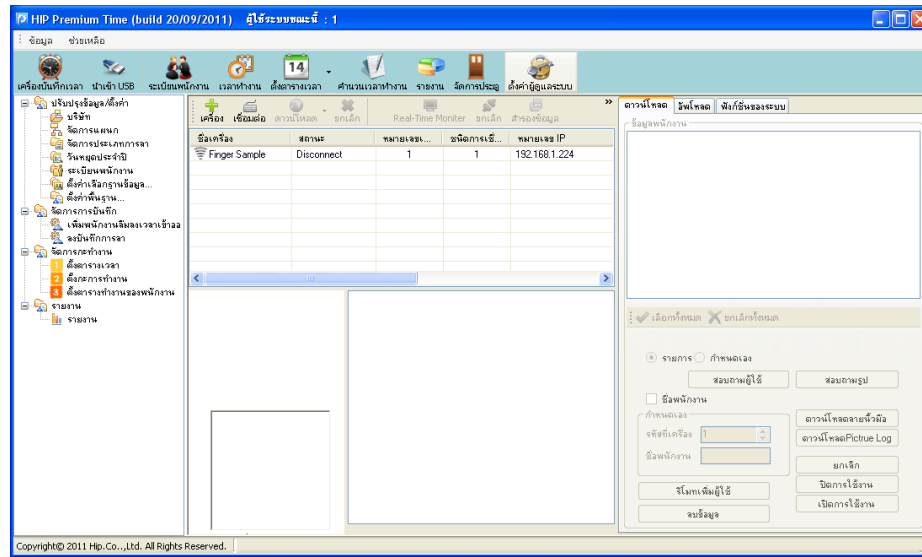 HIP Premium Time (build 20/09/2011) ผู้ใช้ระบบขณะนี้ : 1
ข้อมูล ช่วยเหลือ
เครื่องบันทึกเวลา นำเข้า USB ระเบียนพนักงาน เวลาทำงาน ตั้งตารางเวลา คำนวนเวลาทำงาน รายงาน จัดการประตู ตั้งค่าผู้ดูแลระบบ
14
ปรับปรุงข้อมูล/ตั้งค่า
บริษัท
จัดการแผนก
จัดการประเภทการลา
วันหยุดประจำปี
ระเบียนพนักงาน
ตั้งค่าเลือกฐานข้อมูล...
ตั้งค่าพื้นฐาน...
จัดการการบันทึก
เพิ่มพนักงานลืมลงเวลาเข้าออ
ลงบันทึกการลา
จัดการกะทำงาน
1 ตั้งตารางเวลา
2 ตั้งกะการทำงาน
3 ตั้งตารางทำงานของพนักงาน
รายงาน
รายงาน
เครื่อง เชื่อมต่อ ดาวน์โหลด ยกเลิก Real-Time Moniter ยกเลิก สำรองข้อมูล
ชื่อเครื่อง สถานะ หมายเลขเ... ชนิดการเชื่... หมายเลข IP
Finger Sample Disconnect 1 1 192.168.1.224
ดาวน์โหลด อัพโหลด ฟังก์ชั่นของระบบ
ข้อมูลพนักงาน
เลือกทั้งหมด ยกเลิกทั้งหมด
รายการ กำหนดเอง
สอบถามผู้ใช้ สอบถามรูป
ชื่อพนักงาน
กำหนดเอง
รหัสที่เครื่อง 1
ชื่อพนักงาน
ดาวน์โหลดลายนิ้วมือ
ดาวน์โหลดPictrue Log
ยกเลิก
ปิดการใช้งาน
เปิดการใช้งาน
รีโมทเพิ่มผู้ใช้
ลบข้อมูล
Copyright© 2011 Hip.Co..,Ltd. All Rights Reserved.